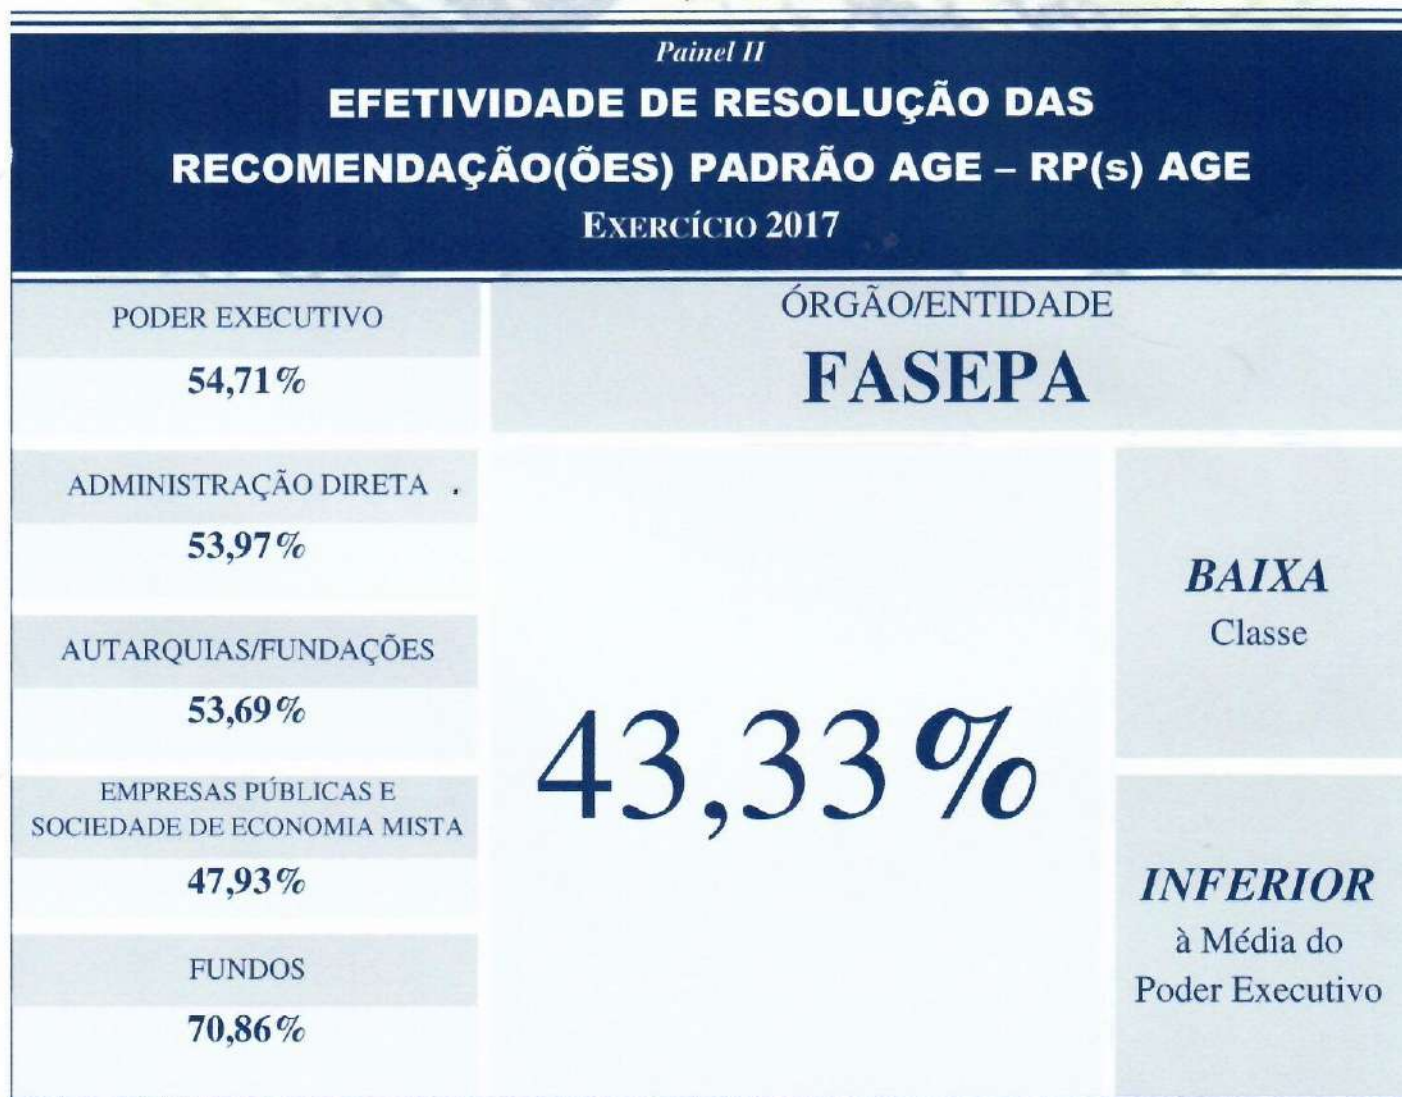 Painel II
EFETIVIDADE DE RESOLUÇÃO DAS
RECOMENDAÇÃO(ÕES) PADRÃO AGE – RP(s) AGE
EXERCÍCIO 2017
PODER EXECUTIVO
54,71%
ADMINISTRAÇÃO DIRETA
53,97%
AUTARQUIAS/FUNDAÇÕES
53,69%
EMPRESAS PÚBLICAS E
SOCIEDADE DE ECONOMIA MISTA
47,93%
FUNDOS
70,86%
ÓRGÃO/ENTIDADE
FASEPA
43,33%
BAIXA
Classe
INFERIOR
à Média do
Poder Executivo